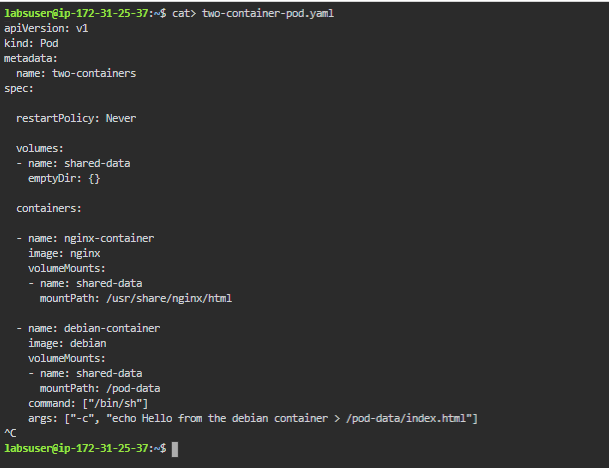 labsuser@ip-172-31-25-37:~$ cat> two-container-pod.yaml
apiVersion: v1
kind: Pod
metadata:
  name: two-containers
spec:

  restartPolicy: Never

  volumes:
  - name: shared-data
    emptyDir: {}

  containers:

  - name: nginx-container
    image: nginx
    volumeMounts:
    - name: shared-data
      mountPath: /usr/share/nginx/html

  - name: debian-container
    image: debian
    volumeMounts:
    - name: shared-data
      mountPath: /pod-data
    command: ["/bin/sh"]
    args: ["-c", "echo Hello from the debian container > /pod-data/index.html"]
^C
labsuser@ip-172-31-25-37:~$